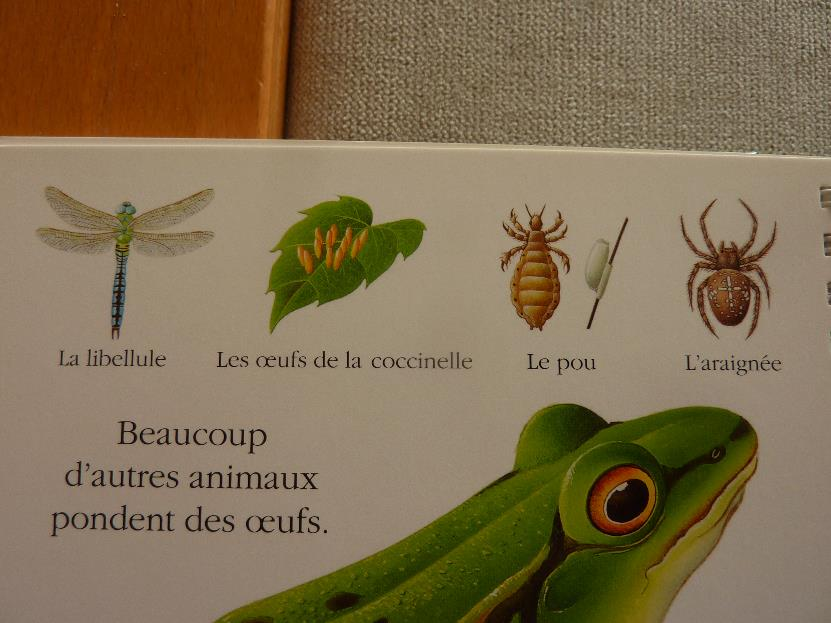 La libellule
Les œufs de la coccinelle
Le pou
L'araignée
Beaucoup
d'autres animaux
pondent des œufs.